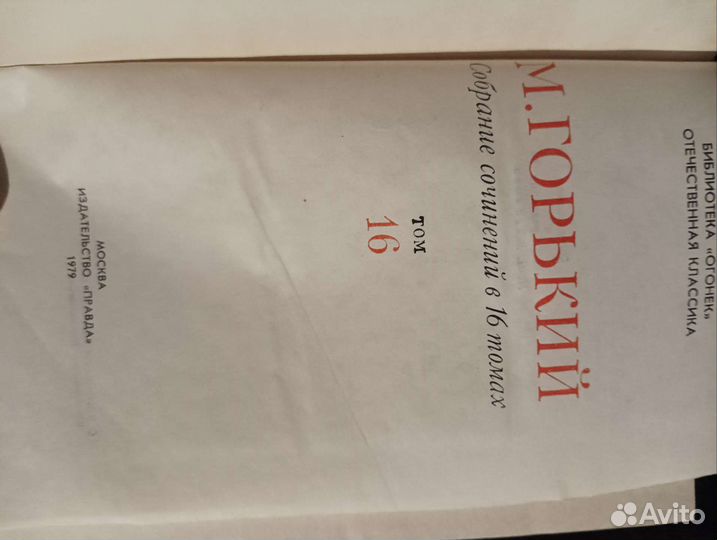 БИБЛИОТЕКА «ОГОНЕК»
ОТЕЧЕСТВЕННАЯ КЛАССИКА
М.ГОРЬКИЙ
Собрание сочинений в 16 томах
ТОМ
16
МОСКВА
ИЗДАТЕЛЬСТВО «ПРАВДА»
1979
Avito